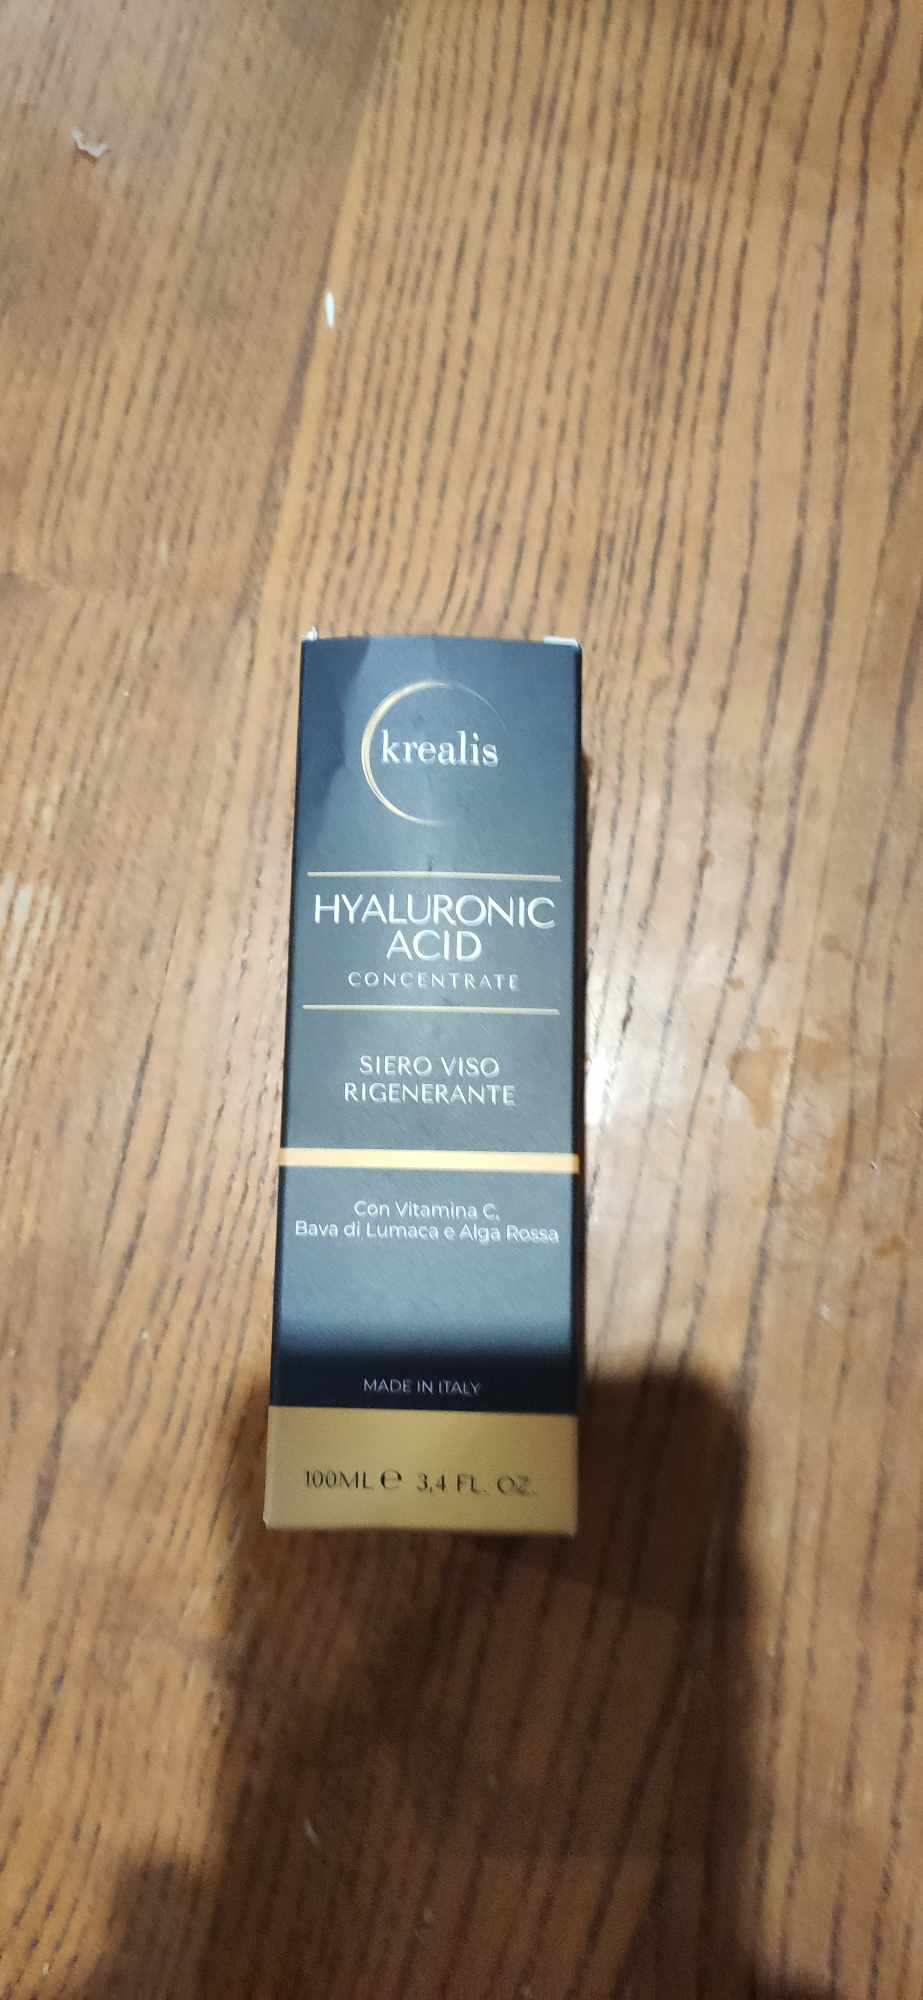 krealis
HYALURONIC
ACID
CONCENTRATE
SIERO VISO
RIGENERANTE
Con Vitamina C,
Bava di Lumaca e Alga Rossa
MADE IN ITALY
100ML ℮ 3,4 FL. OZ.